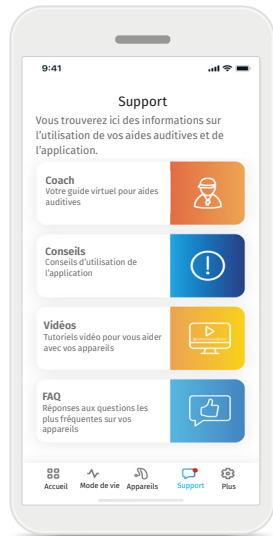 9:41
Support
Vous trouverez ici des informations sur
l'utilisation de vos aides auditives et de
l'application.
Coach
Votre guide virtuel pour aides
auditives
Conseils
Conseils d'utilisation de
l'application
Vidéos
Tutoriels vidéo pour vous aider
avec vos appareils
FAQ
Réponses aux questions les
plus fréquentes sur vos
appareils
Accueil Mode de vie Appareils Support Plus